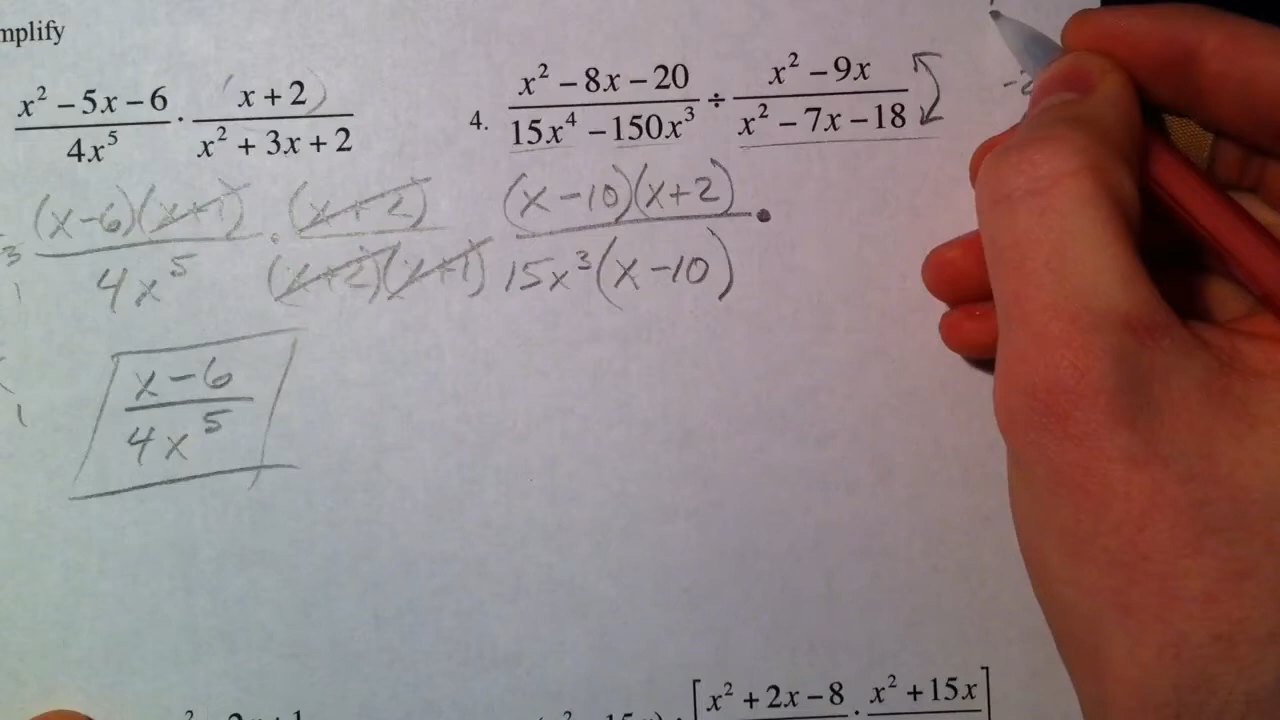 mplify
x² − 5x − 6 / 4x⁵ · (x + 2) / x² + 3x + 2
4. x² − 8x − 20 / 15x⁴ − 150x³ ÷ x² − 9x / x² − 7x − 18
(x−6)(x+1) / 4x⁵ · (x+2) / (x+2)(x+1)
(x−10)(x+2) / 15x³(x−10) ·
x−6 / 4x⁵
[x² + 2x − 8 · x² + 15x]